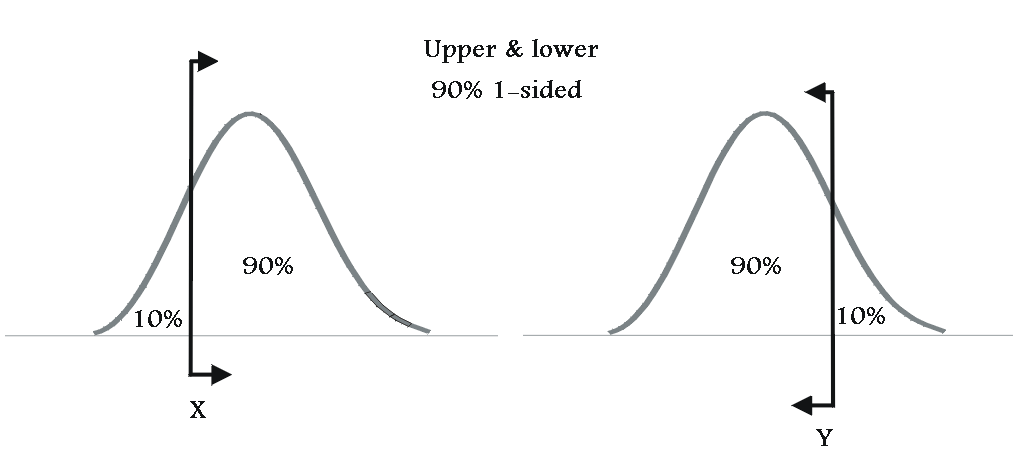 Upper & lower
90% 1-sided
90%
10%
X
90%
10%
Y